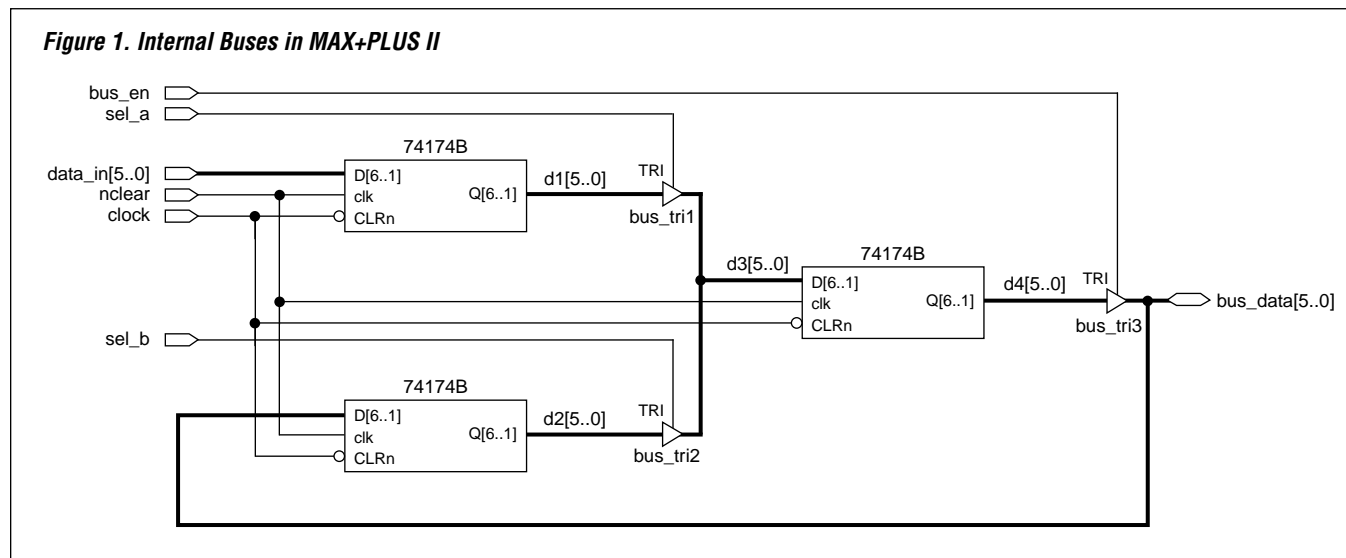 Figure 1. Internal Buses in MAX+PLUS II
bus_en
sel_a
74174B
data_in[5..0]
nclear
clock
D[6..1]
clk
CLRn
Q[6..1]
d1[5..0]
TRI
bus_tri1
74174B
d3[5..0]
D[6..1]
clk
CLRn
Q[6..1]
d4[5..0]
TRI
bus_tri3
bus_data[5..0]
sel_b
74174B
D[6..1]
clk
CLRn
Q[6..1]
d2[5..0]
TRI
bus_tri2